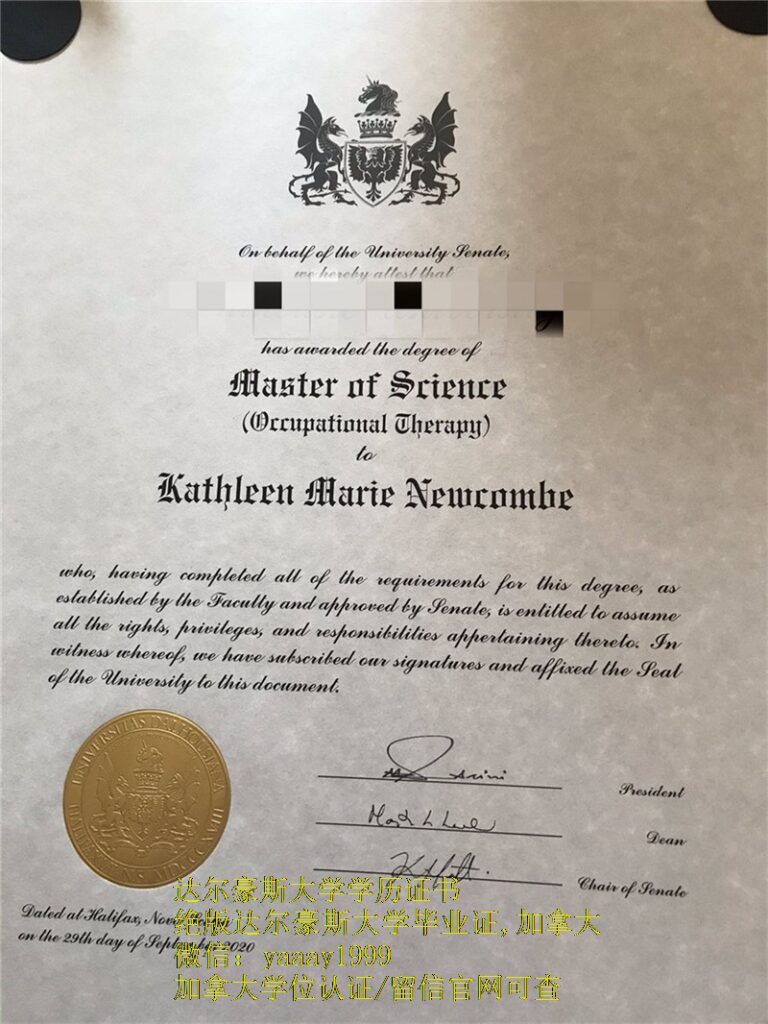 On behalf of the University Senate,
we hereby attest that
has awarded the degree of
Master of Science
(Occupational Therapy)
to
Kathleen Marie Newcombe
who, having completed all of the requirements for this degree, as
established by the Faculty and approved by Senate, is entitled to assume
all the rights, privileges, and responsibilities appertaining thereto. In
witness whereof, we have subscribed our signatures and affixed the Seal
of the University to this document.
UNIVERSITAS DALHOUSIANA
President
Dean
Chair of Senate
Dated at Halifax, Nova
on the 29th day of September 2020
达尔豪斯大学学历证书
绝版达尔豪斯大学毕业证,加拿大
微信：yaaay1999
加拿大学位认证/留信官网可查